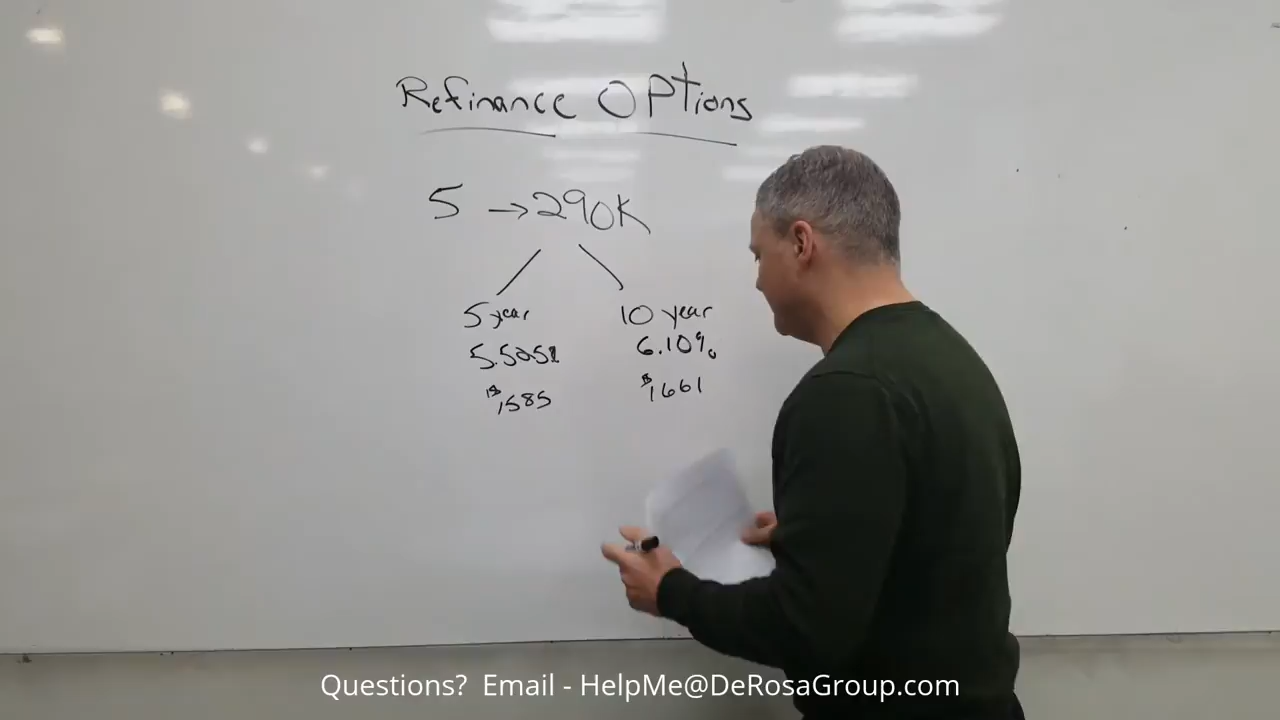 Refinance Options
5 → 290K
5 year 10 year
5.505% 6.10%
$1585 $1661
Questions? Email - HelpMe@DeRosaGroup.com